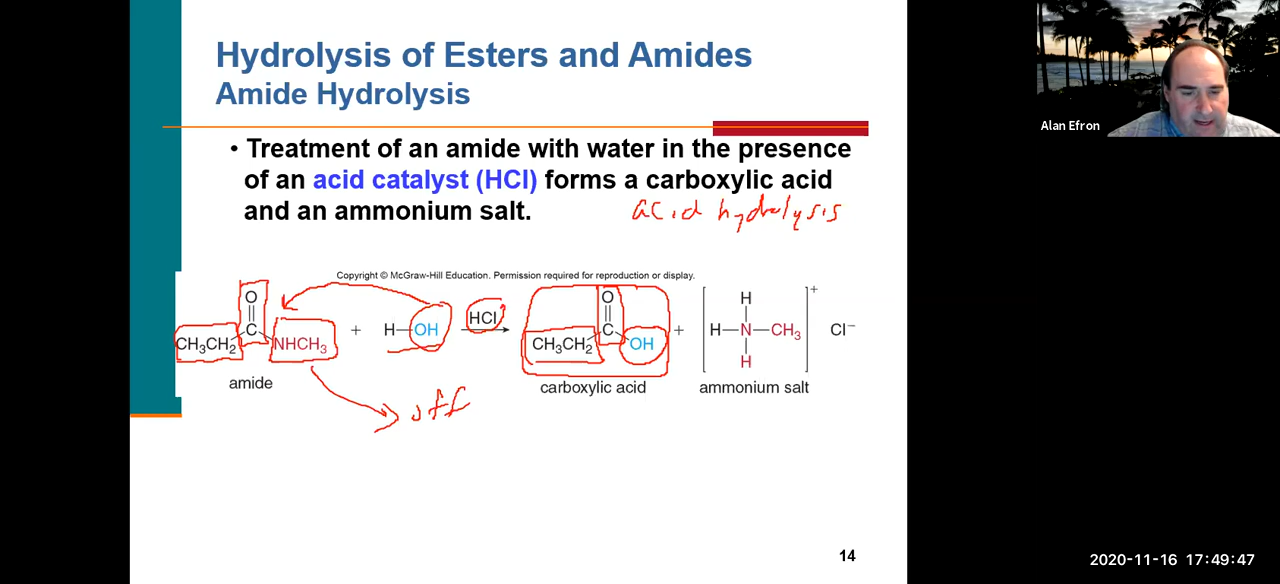 Hydrolysis of Esters and Amides
Amide Hydrolysis
• Treatment of an amide with water in the presence
of an acid catalyst (HCl) forms a carboxylic acid
and an ammonium salt.
acid hydrolysis
Copyright © McGraw-Hill Education. Permission required for reproduction or display.
O
CH₃CH₂ C NHCH₃
+ H—OH
HCl
O
CH₃CH₂ C OH
+
H
H—N—CH₃
H
+
Cl⁻
amide
carboxylic acid
ammonium salt
off
14
Alan Efron
2020-11-16 17:49:47